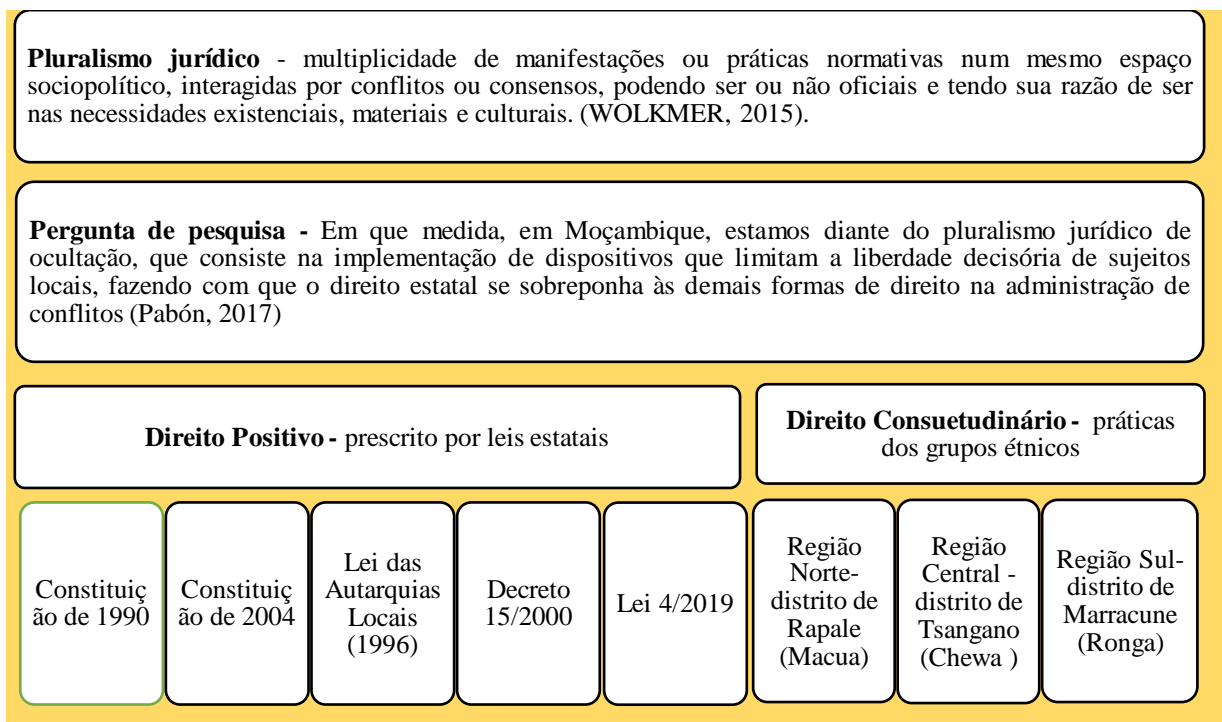 Pluralismo jurídico - multiplicidade de manifestações ou práticas normativas num mesmo espaço
sociopolítico, interagidas por conflitos ou consensos, podendo ser ou não oficiais e tendo sua razão de ser
nas necessidades existenciais, materiais e culturais. (WOLKMER, 2015).
Pergunta de pesquisa - Em que medida, em Moçambique, estamos diante do pluralismo jurídico de
ocultação, que consiste na implementação de dispositivos que limitam a liberdade decisória de sujeitos
locais, fazendo com que o direito estatal se sobreponha às demais formas de direito na administração de
conflitos (Pabón, 2017)
Direito Positivo - prescrito por leis estatais
Direito Consuetudinário - práticas
dos grupos étnicos
Constituiç
ão de 1990
Constituiç
ão de 2004
Lei das
Autarquias
Locais
(1996)
Decreto
15/2000
Lei 4/2019
Região
Norte-
distrito de
Rapale
(Macua)
Região
Central -
distrito de
Tsangano
(Chewa )
Região Sul-
distrito de
Marracune
(Ronga)